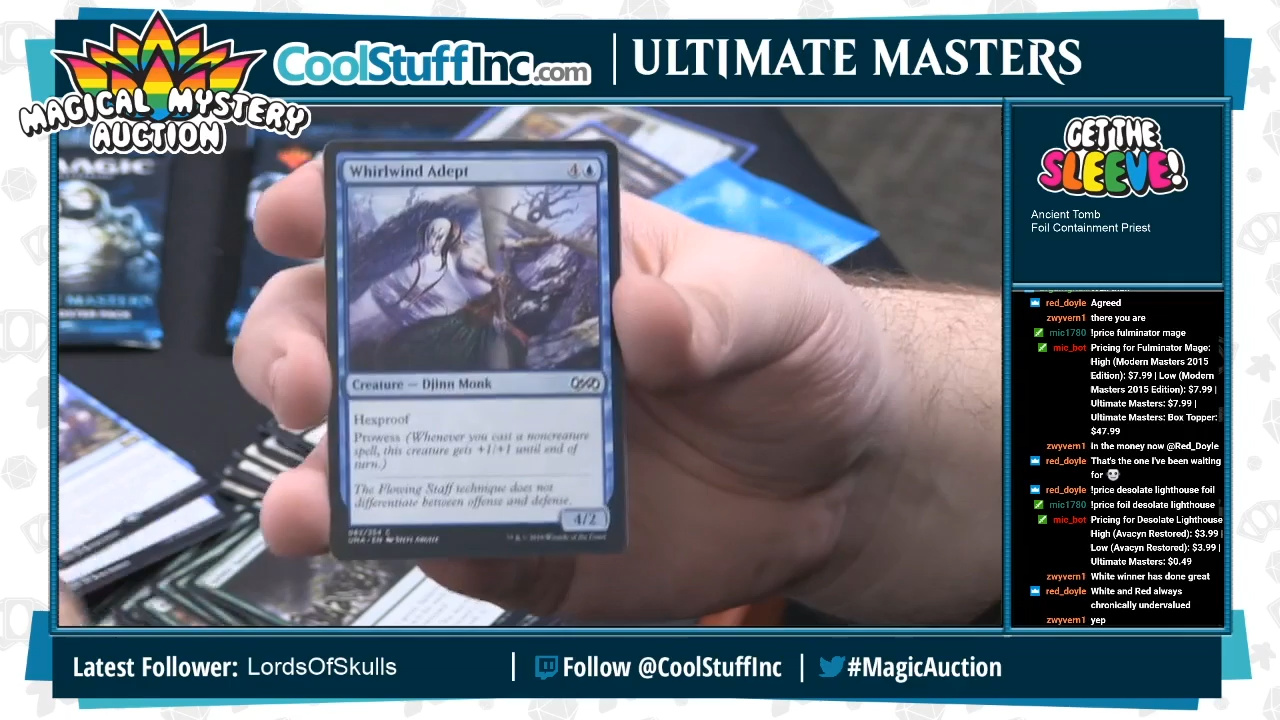 MAGICAL MYSTERY
AUCTION
CoolStuffInc.com
ULTIMATE MASTERS
GET THE
SLEEVE!
Ancient Tomb
Foil Containment Priest
MAGIC
Whirlwind Adept 4
Creature — Djinn Monk
Hexproof
Prowess (Whenever you cast a noncreature
spell, this creature gets +1/+1 until end of
turn.)
The Flowing Staff technique does not
differentiate between offense and defense.
4/2
red_doyle Agreed
zwyvern1 there you are
mic1780 !price fulminator mage
mic_bot Pricing for Fulminator Mage:
High (Modern Masters 2015
Edition): $7.99 | Low (Modern
Masters 2015 Edition): $7.99 |
Ultimate Masters: $7.99 |
Ultimate Masters: Box Topper:
$47.99
zwyvern1 In the money now @Red_Doyle
red_doyle That's the one I've been waiting
for
red_doyle !price desolate lighthouse foil
mic1780 !price foil desolate lighthouse
mic_bot Pricing for Desolate Lighthouse
High (Avacyn Restored): $3.99 |
Low (Avacyn Restored): $3.99 |
Ultimate Masters: $0.49
zwyvern1 White winner has done great
red_doyle White and Red always
chronically undervalued
zwyvern1 yep
Latest Follower: LordsOfSkulls | Follow @CoolStuffInc | #MagicAuction